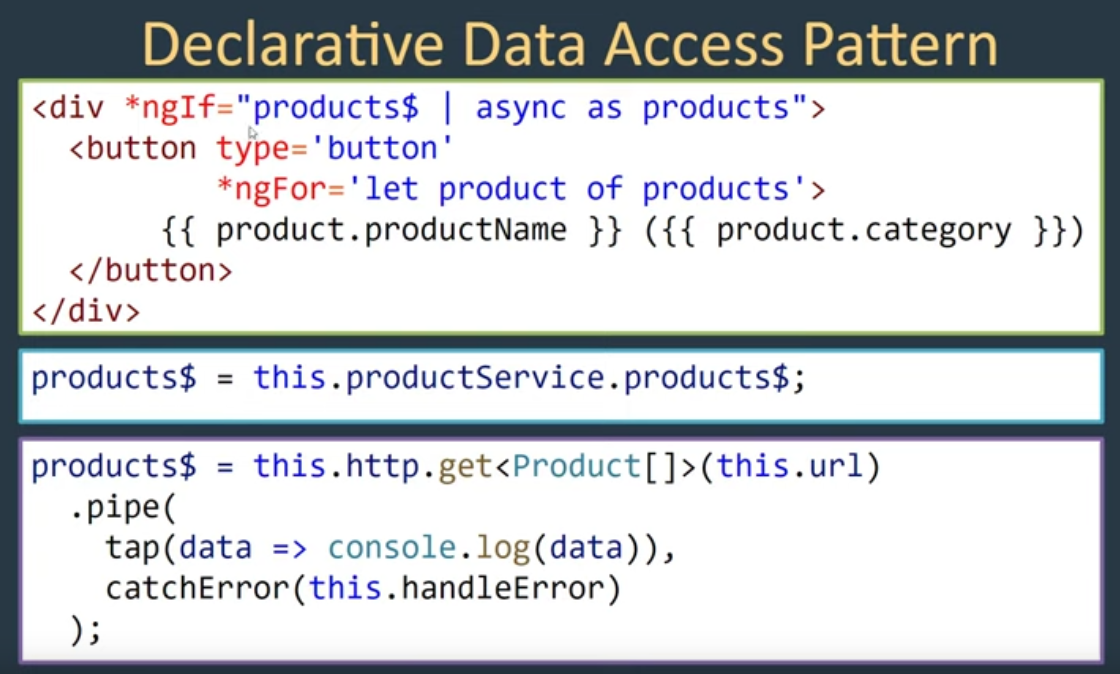 Declarative Data Access Pattern
<div *ngIf="products$ | async as products">
<button type='button'
*ngFor='let product of products'>
{{ product.productName }} ({{ product.category }})
</button>
</div>
products$ = this.productService.products$;
products$ = this.http.get<Product[]>(this.url)
.pipe(
tap(data => console.log(data)),
catchError(this.handleError)
);